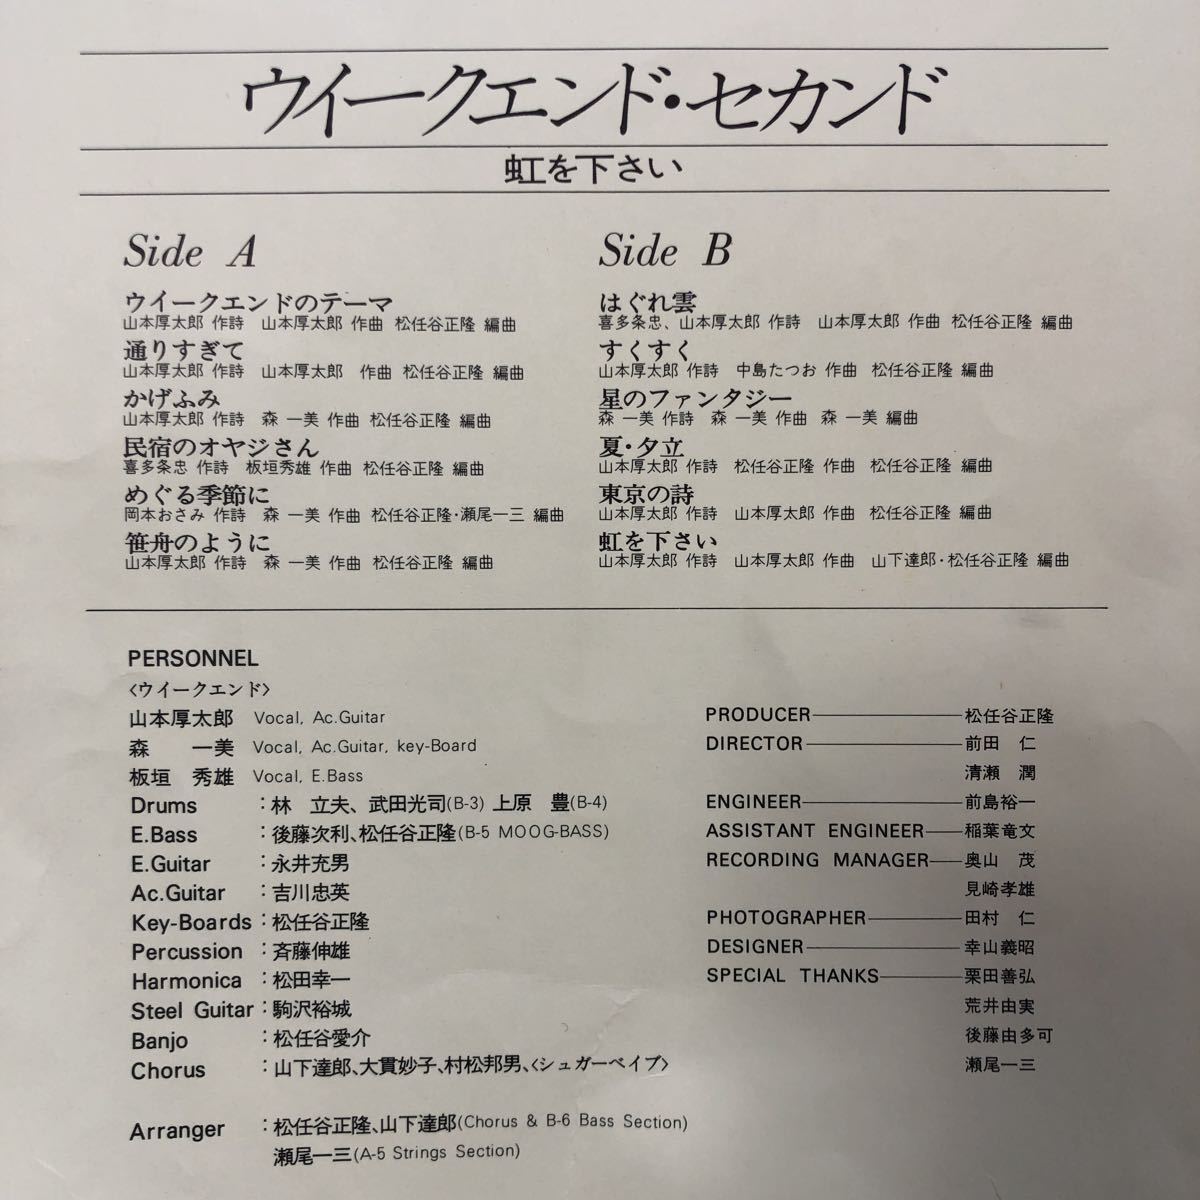 ウイークエンド・セカンド
虹を下さい
Side A
ウイークエンドのテーマ
山本厚太郎 作詩 山本厚太郎 作曲 松任谷正隆 編曲
通りすぎて
山本厚太郎 作詩 山本厚太郎 作曲 松任谷正隆 編曲
かげふみ
山本厚太郎 作詩 森 一美 作曲 松任谷正隆 編曲
民宿のオヤジさん
喜多条忠 作詩 板垣秀雄 作曲 松任谷正隆 編曲
めぐる季節に
岡本おさみ 作詩 森 一美 作曲 松任谷正隆・瀬尾一三 編曲
笹舟のように
山本厚太郎 作詩 森 一美 作曲 松任谷正隆 編曲
Side B
はぐれ雲
喜多条忠、山本厚太郎 作詩 山本厚太郎 作曲 松任谷正隆 編曲
すくすく
山本厚太郎 作詩 中島たつお 作曲 松任谷正隆 編曲
星のファンタジー
森 一美 作詩 森 一美 作曲 森 一美 編曲
夏・夕立
山本厚太郎 作詩 松任谷正隆 作曲 松任谷正隆 編曲
東京の詩
山本厚太郎 作詩 山本厚太郎 作曲 松任谷正隆 編曲
虹を下さい
山本厚太郎 作詩 山本厚太郎 作曲 山下達郎・松任谷正隆 編曲
PERSONNEL
〈ウイークエンド〉
山本厚太郎 Vocal, Ac.Guitar
森 一美 Vocal, Ac.Guitar, key-Board
板垣 秀雄 Vocal, E.Bass
Drums :林 立夫、武田光司(B-3) 上原 豊(B-4)
E.Bass :後藤次利、松任谷正隆(B-5 MOOG-BASS)
E.Guitar :永井充男
Ac.Guitar :吉川忠英
Key-Boards :松任谷正隆
Percussion :斉藤伸雄
Harmonica :松田幸一
Steel Guitar :駒沢裕城
Banjo :松任谷愛介
Chorus :山下達郎、大貫妙子、村松邦男、〈シュガーベイブ〉
Arranger :松任谷正隆、山下達郎(Chorus & B-6 Bass Section)
瀬尾一三(A-5 Strings Section)
PRODUCER——松任谷正隆
DIRECTOR——前田 仁
清瀬 潤
ENGINEER——前島裕一
ASSISTANT ENGINEER——稲葉竜文
RECORDING MANAGER——奥山 茂
見崎孝雄
PHOTOGRAPHER——田村 仁
DESIGNER——幸山義昭
SPECIAL THANKS——栗田善弘
荒井由実
後藤由多可
瀬尾一三